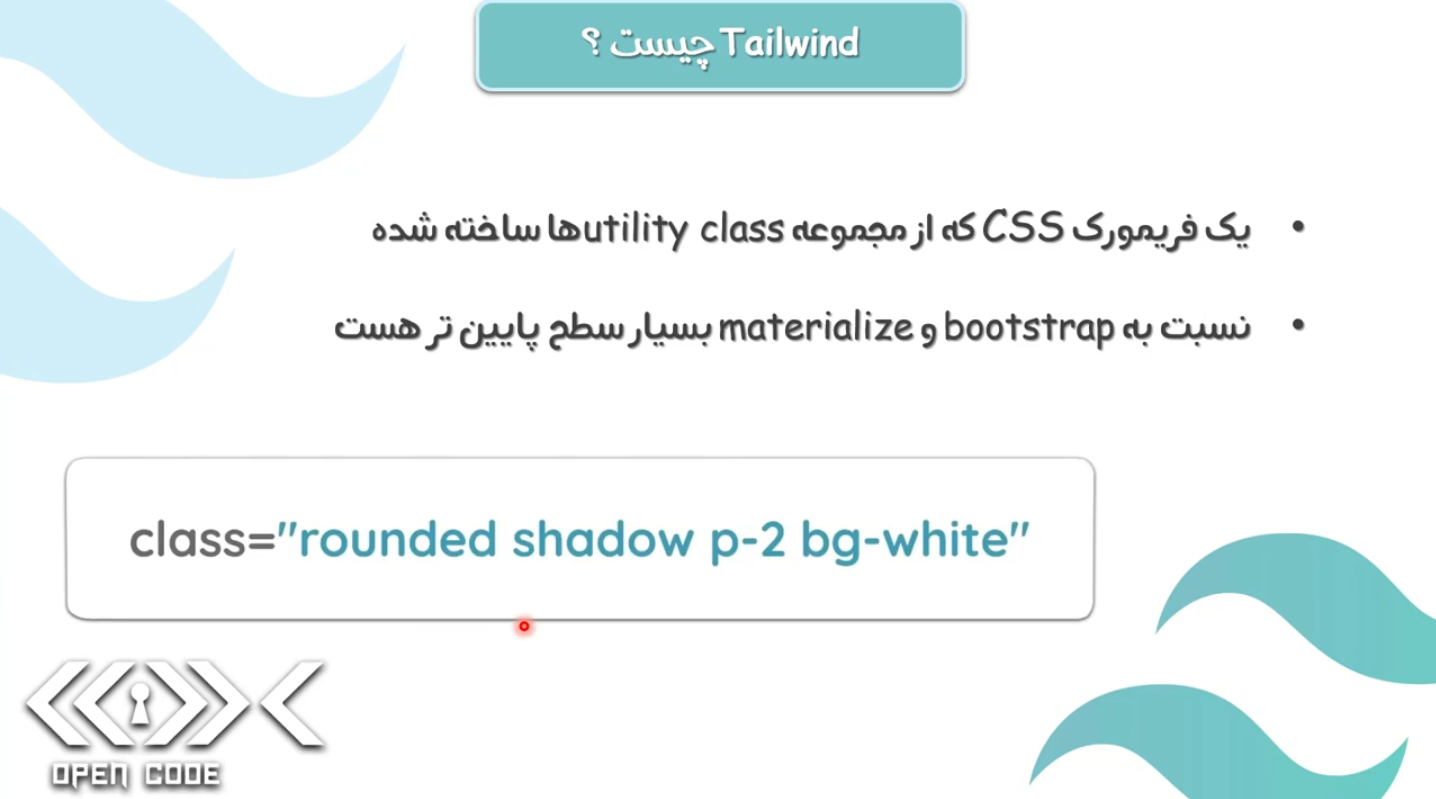 Tailwind چیست ؟
یک فریمورک CSS که از مجموعه utility classها ساخته شده
نسبت به bootstrap و materialize بسیار سطح پایین تر هست
class="rounded shadow p-2 bg-white"
OPEN CODE